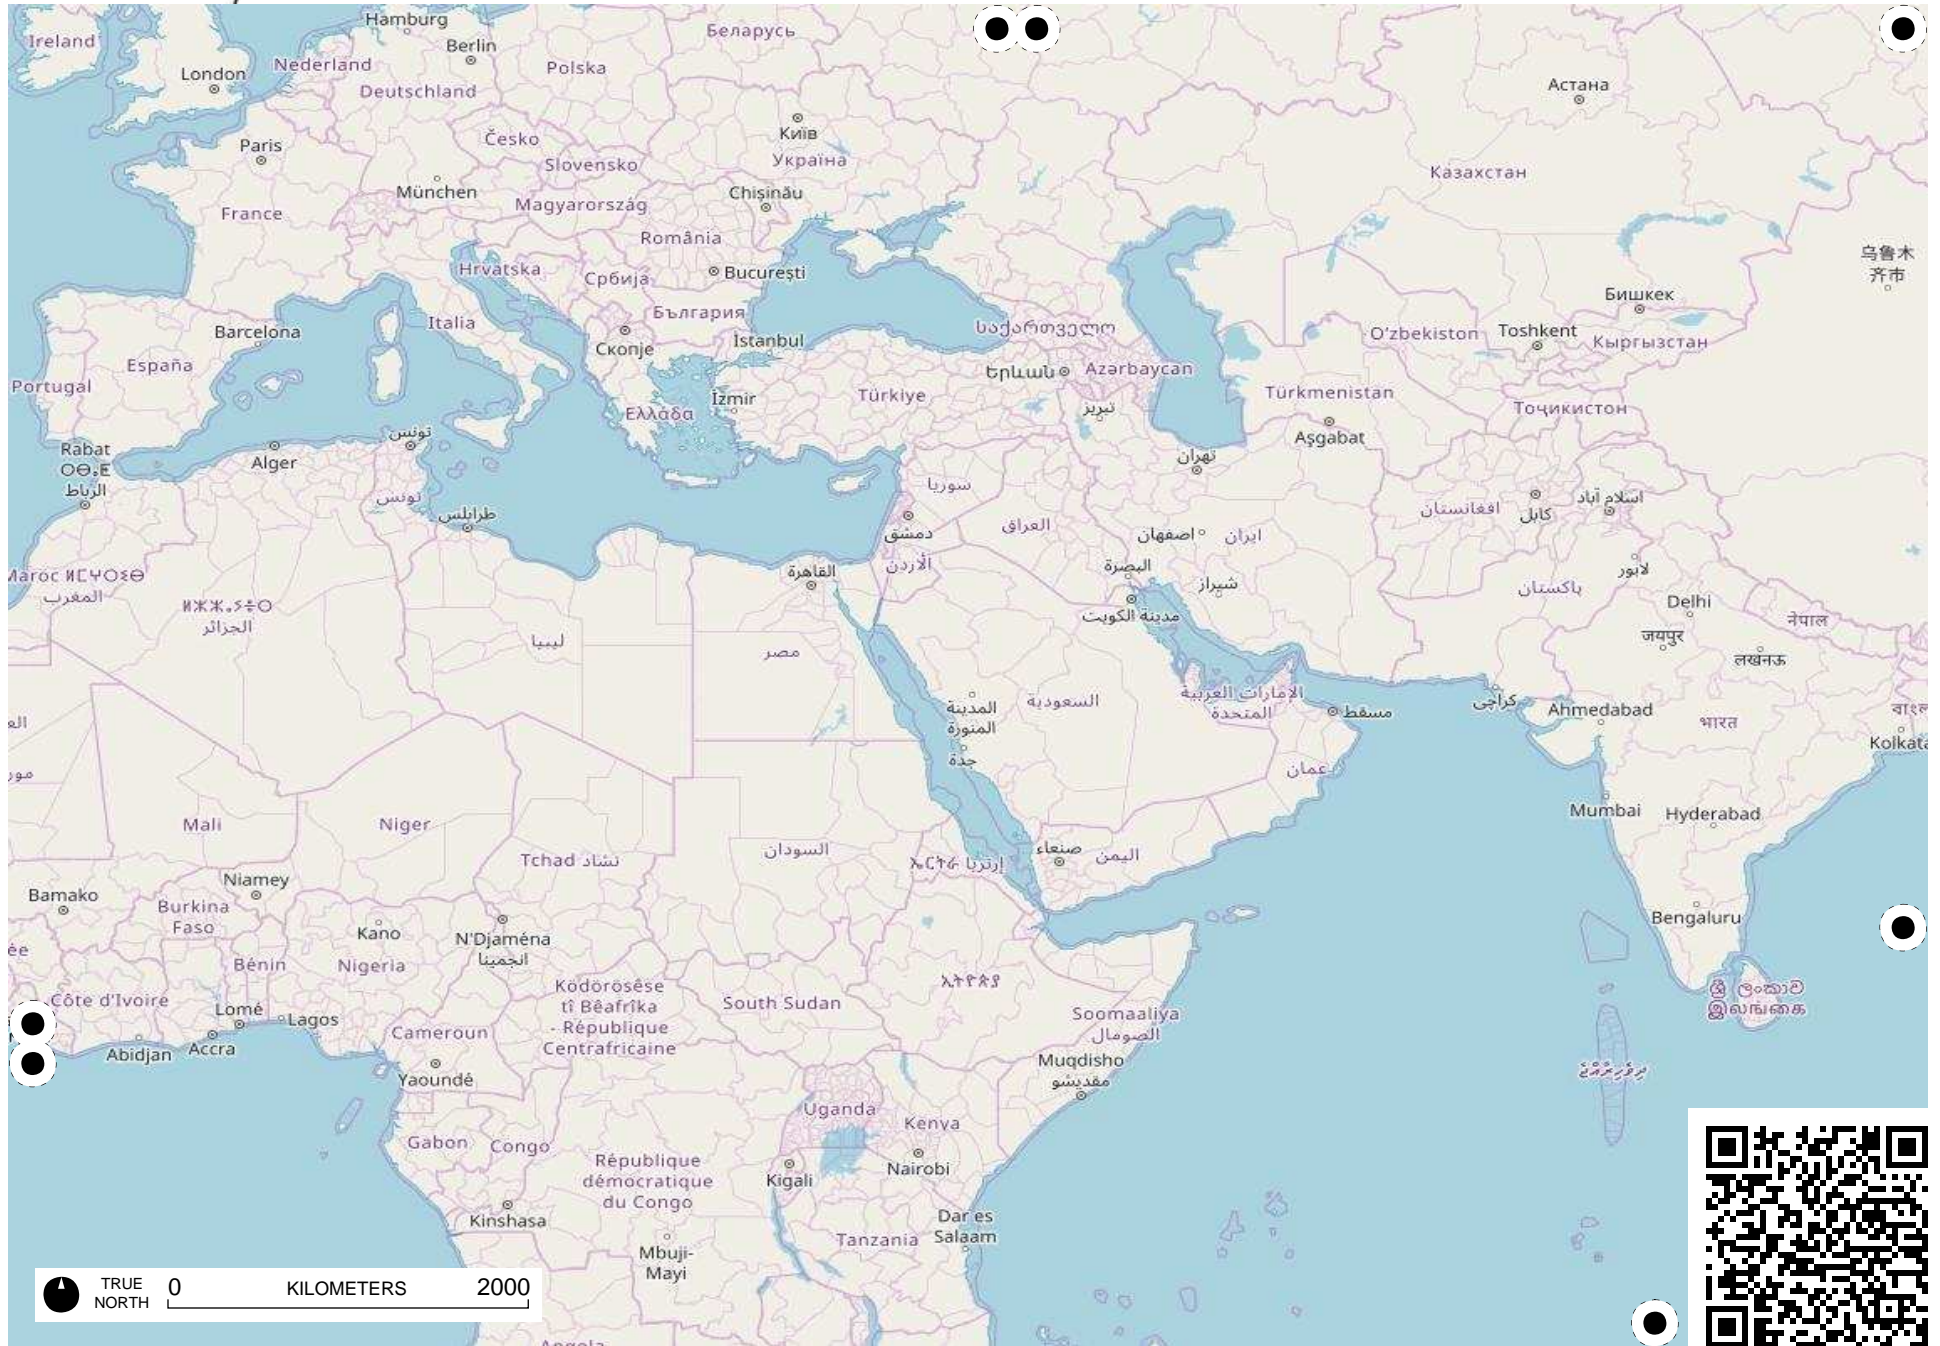 Hamburg
Ireland
Беларусь
Berlin
Nederland
Polska
London
Астана
Deutschland
Київ
Česko
Paris
Україна
Slovensko
Казахстан
München
Chișinău
Magyarország
France
România
乌鲁木
齐市
Hrvatska
București
Србија
Бишкек
България
Italia
Barcelona
საქართველო
O'zbekiston
Toshkent
Кыргызстан
İstanbul
Скопје
España
Երևան
Azərbaycan
Portugal
Türkiye
Türkmenistan
İzmir
Ελλάδα
تبریز
Тоҷикистон
تونس
Aşgabat
Rabat
ⵔⴱⴰⵟ
الرباط
Alger
تهران
سوريا
تونس
اسلام آباد
افغانستان
کابل
طرابلس
العراق
دمشق
اصفهان
ایران
الأردن
البصرة
القاهرة
لاہور
Maroc ⵍⵎⵖⵔⵉⴱ
المغرب
شیراز
پاکستان
Delhi
مدينة الكويت
ⵍⵣⵣⴰⵢⴻⵔ
الجزائر
नेपाल
जयपुर
ليبيا
مصر
लखनऊ
الإمارات العربية
المتحدة
السعودية
المدينة
المنورة
کراچی
Ahmedabad
مسقط
भारत
Kolkata
جدة
عمان
Mumbai
Hyderabad
Mali
Niger
Tchad تشاد
السودان
ኤርትራ إرتريا
صنعاء
اليمن
Niamey
Bamako
Burkina
Faso
Kano
N'Djaména
انجمينا
Bengaluru
Bénin
Nigeria
Ködörösêse
tî Bêafrîka
- République
Centrafricaine
ኢትዮጵያ
ශ්‍රී ලංකාව
இலங்கை
Côte d'Ivoire
South Sudan
Lomé
Lagos
Soomaaliya
الصومال
Cameroun
Abidjan
Accra
Muqdisho
مقديشو
Yaoundé
ދިވެހިރާއްޖެ
Uganda
Kenya
Gabon
Congo
République
démocratique
du Congo
Nairobi
Kigali
Kinshasa
Dar es
Salaam
Tanzania
Mbuji-
Mayi
TRUE
NORTH
0 KILOMETERS 2000